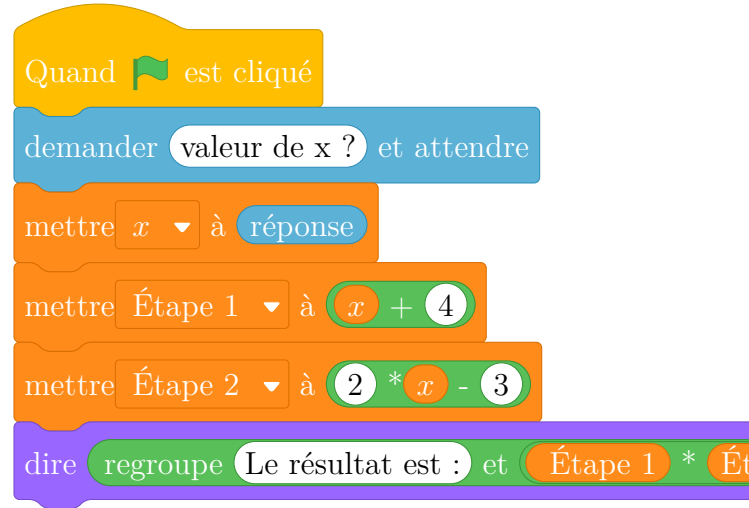 Quand est cliqué
demander valeur de x ? et attendre
mettre x à réponse
mettre Étape 1 à x + 4
mettre Étape 2 à 2 * x - 3
dire regroupe Le résultat est : et Étape 1 *